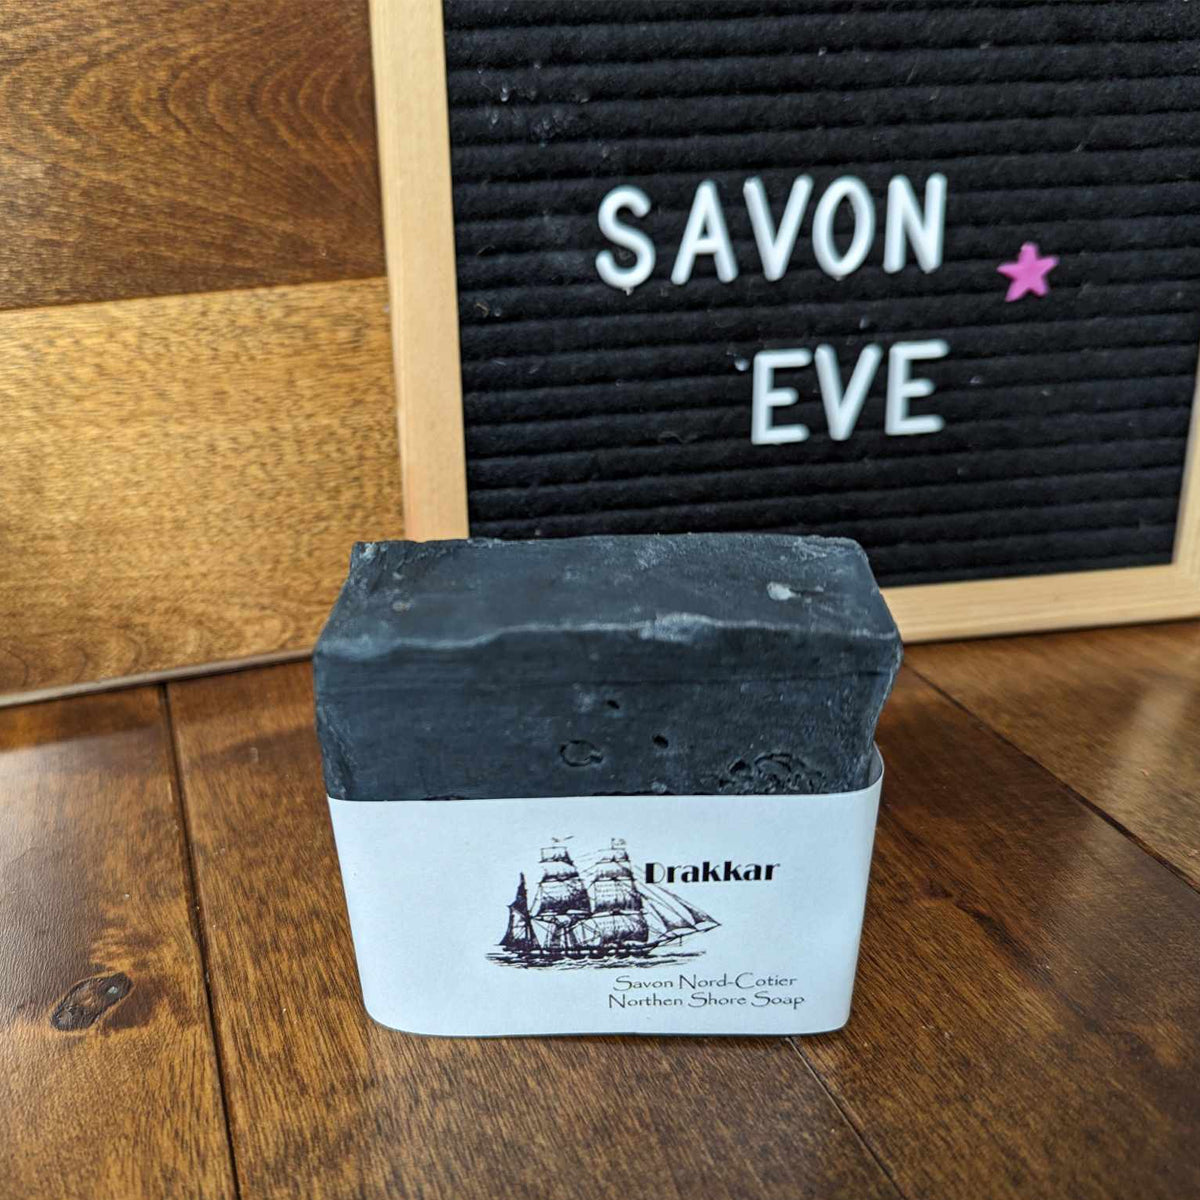 SAVON
EVE
Drakkar
Savon Nord-Cotier
Northen Shore Soap